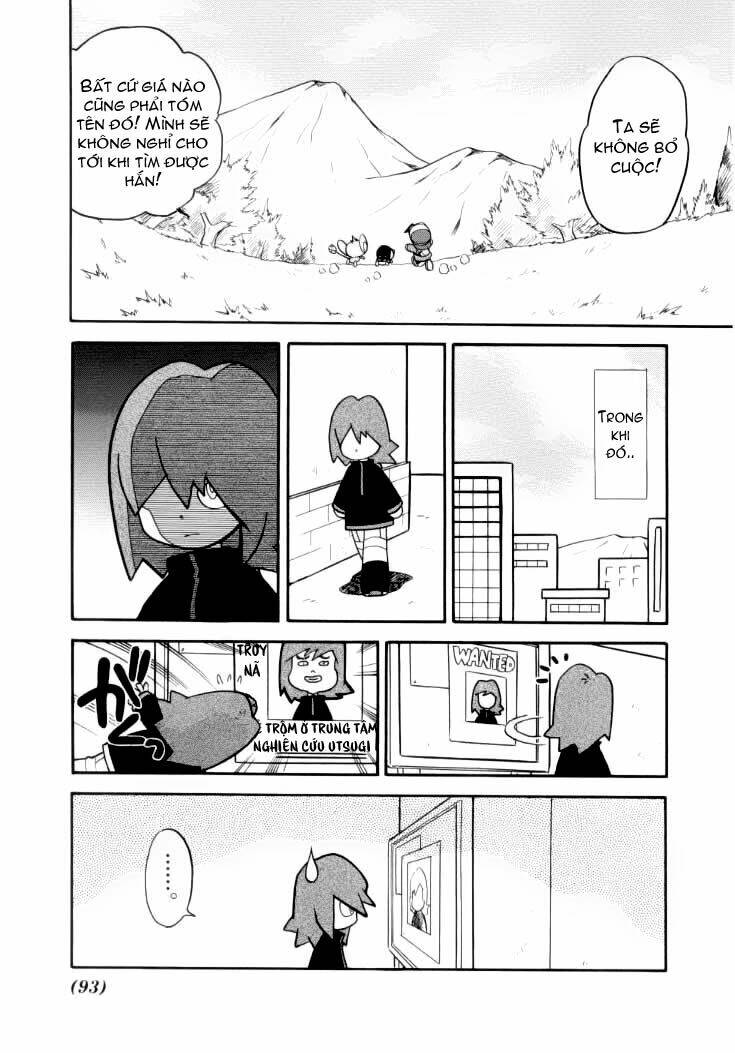 TA SẼ
KHÔNG BỎ
CUỘC!
BẤT CỨ GIÁ NÀO
CŨNG PHẢI TÓM
TÊN ĐÓ! MÌNH SẼ
KHÔNG NGHỈ CHO
TỚI KHI TÌM ĐƯỢC
HẮN!
TRONG
KHI
ĐÓ..
WANTED
TRUY
NÃ
TRỘM Ở TRUNG TÂM
NGHIÊN CỨU UTSUGI
(93)